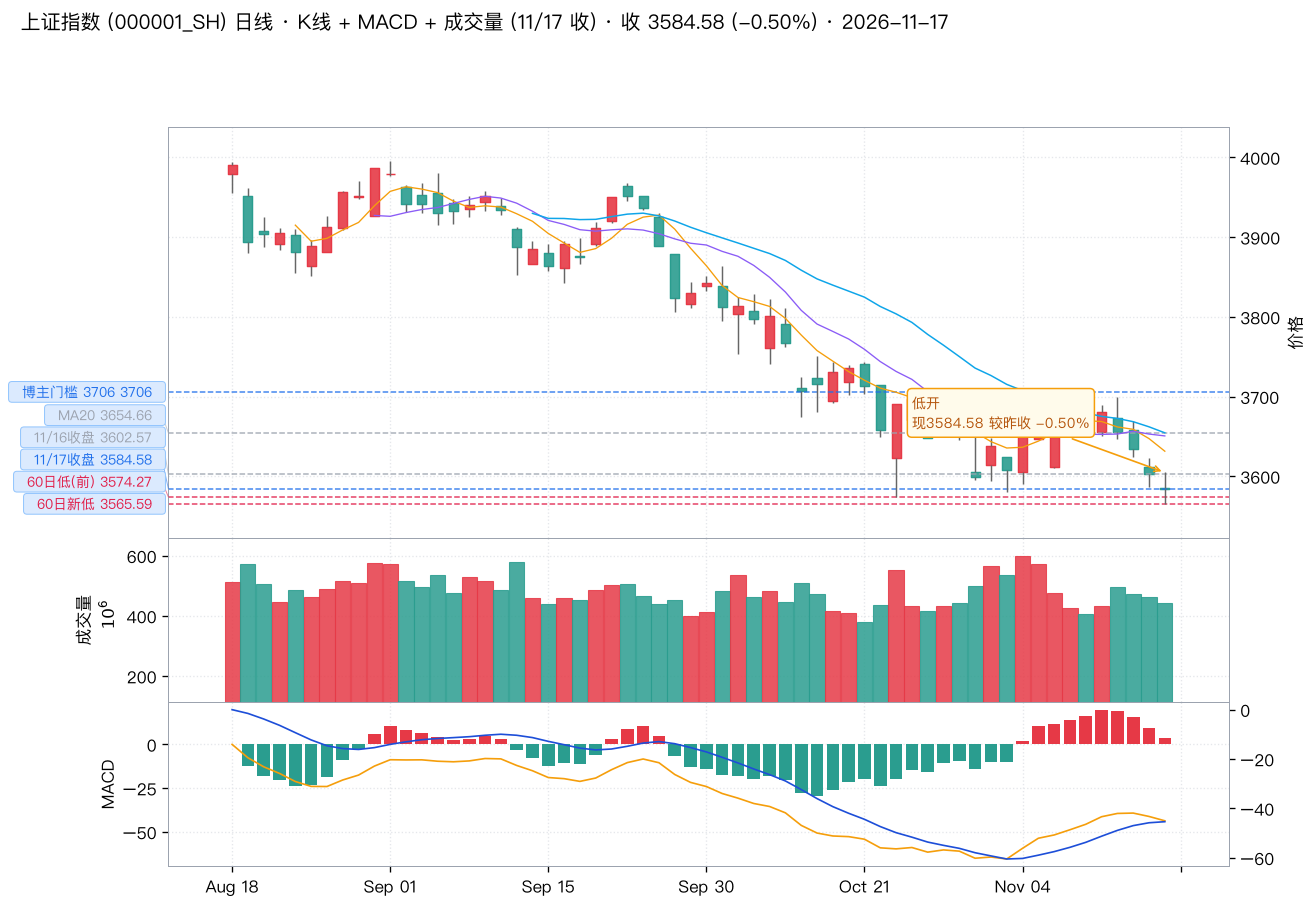 上证指数 (000001_SH) 日线 · K线 + MACD + 成交量 (11/17 收) · 收 3584.58 (−0.50%) · 2026−11−17
4000
3900
3800
3700
3600
价格
博主门槛 3706 3706
MA20 3654.66
11/16收盘 3602.57
11/17收盘 3584.58
60日低(前) 3574.27
60日新低 3565.59
低开
现3584.58 较昨收 −0.50%
600
400
200
成交量
10⁶
0
−25
−50
MACD
0
−20
−40
−60
Aug 18
Sep 01
Sep 15
Sep 30
Oct 21
Nov 04